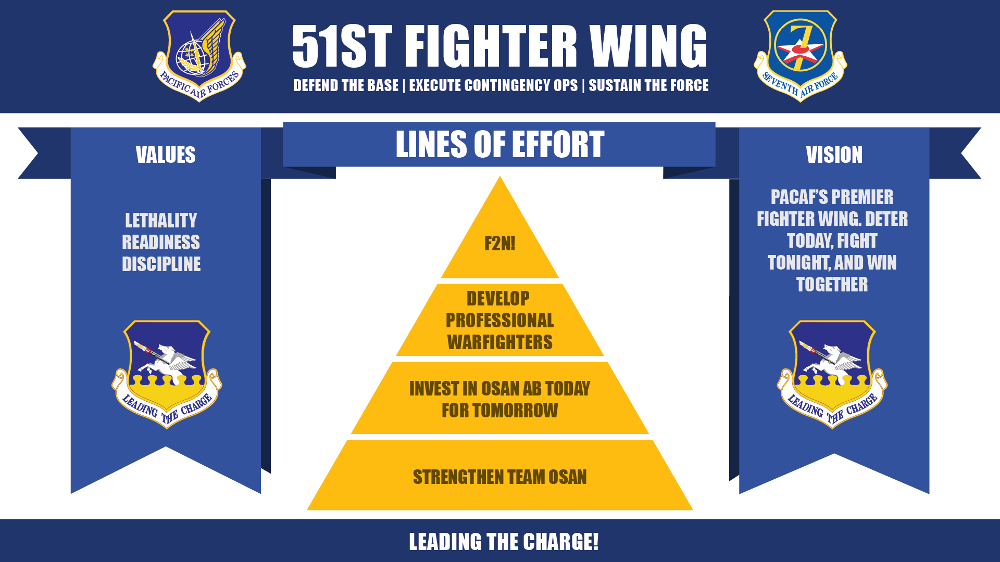 PACIFIC AIR FORCES
51ST FIGHTER WING
DEFEND THE BASE | EXECUTE CONTINGENCY OPS | SUSTAIN THE FORCE
7
SEVENTH AIR FORCE
VALUES
LETHALITY
READINESS
DISCIPLINE
LEADING THE CHARGE
LINES OF EFFORT
F2N!
DEVELOP
PROFESSIONAL
WARFIGHTERS
INVEST IN OSAN AB TODAY
FOR TOMORROW
STRENGTHEN TEAM OSAN
VISION
PACAF'S PREMIER
FIGHTER WING. DETER
TODAY, FIGHT
TONIGHT, AND WIN
TOGETHER
LEADING THE CHARGE
LEADING THE CHARGE!